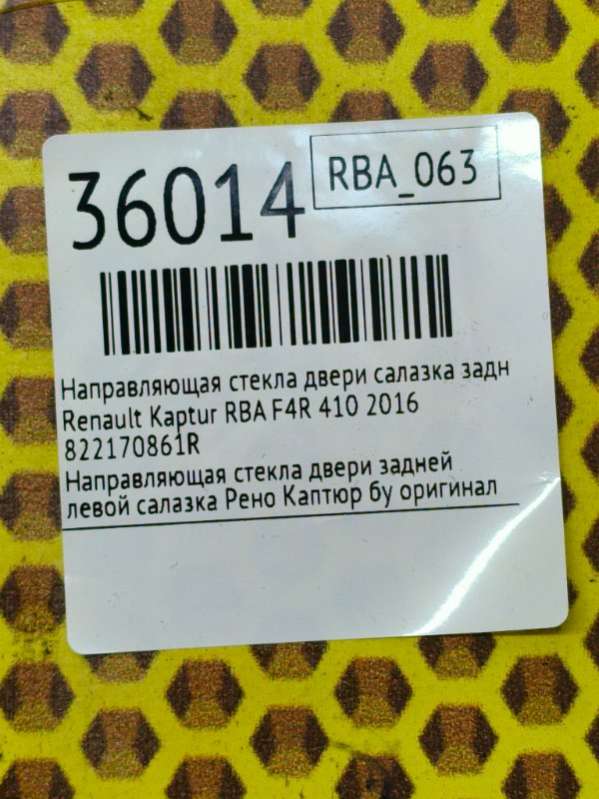 36014
RBA_063
Направляющая стекла двери салазка задн
Renault Kaptur RBA F4R 410 2016
822170861R
Направляющая стекла двери задней
левой салазка Рено Каптюр бу оригинал